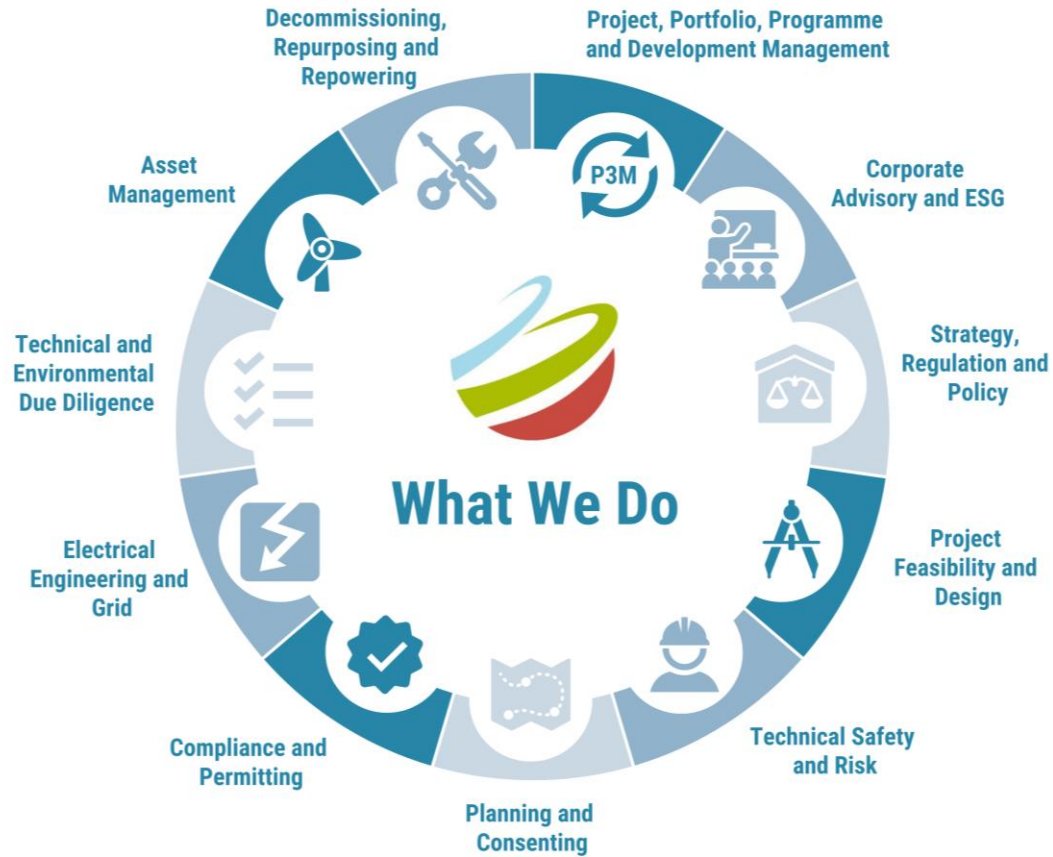 Decommissioning,
Repurposing and
Repowering
Project, Portfolio, Programme
and Development Management
P3M
Corporate
Advisory and ESG
Strategy,
Regulation and
Policy
Project
Feasibility and
Design
Technical Safety
and Risk
Planning and
Consenting
Compliance and
Permitting
Electrical
Engineering and
Grid
Technical and
Environmental
Due Diligence
Asset
Management
What We Do